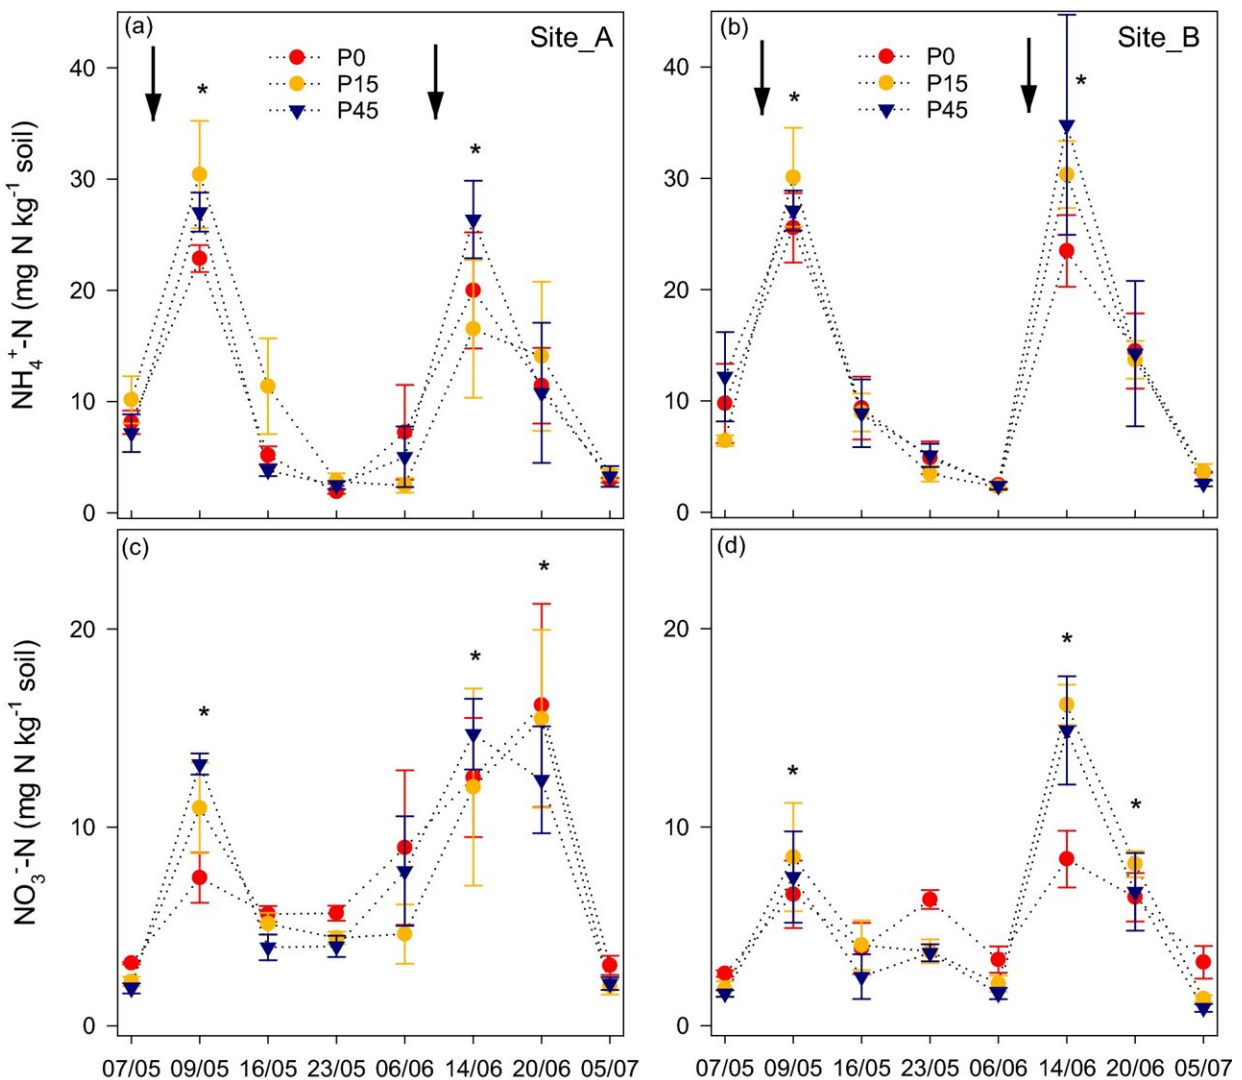 (a)
Site_A
P0
P15
P45
*
*
40
30
20
10
0
NH₄⁺-N (mg N kg⁻¹ soil)
(b)
Site_B
P0
P15
P45
*
*
40
30
20
10
0
(c)
*
*
*
20
10
0
NO₃⁻-N (mg N kg⁻¹ soil)
07/05 09/05 16/05 23/05 06/06 14/06 20/06 05/07
(d)
*
*
*
20
10
0
07/05 09/05 16/05 23/05 06/06 14/06 20/06 05/07